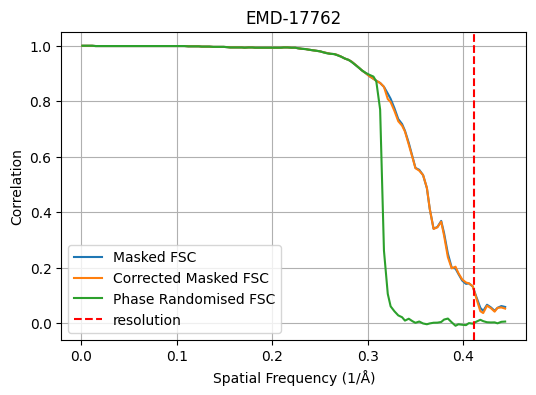 EMD-17762
1.0
0.8
0.6
0.4
0.2
0.0
Correlation
Masked FSC
Corrected Masked FSC
Phase Randomised FSC
resolution
0.0 0.1 0.2 0.3 0.4
Spatial Frequency (1/Å)